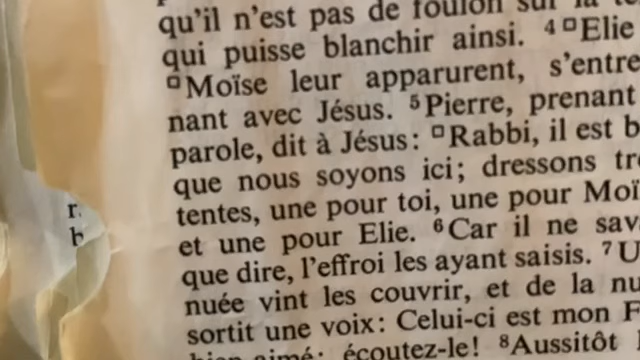 qu'il n'est pas de foulon sur la
qui puisse blanchir ainsi. 4 ▫Elie
▫Moïse leur apparurent, s'entre
nant avec Jésus. 5 Pierre, prenant
parole, dit à Jésus: ▫Rabbi, il est b
que nous soyons ici; dressons tr
tentes, une pour toi, une pour Moï
et une pour Elie. 6 Car il ne sav
que dire, l'effroi les ayant saisis. 7 U
nuée vint les couvrir, et de la nu
sortit une voix: Celui-ci est mon F
bien-aimé: écoutez-le! 8 Aussitôt
r.
b